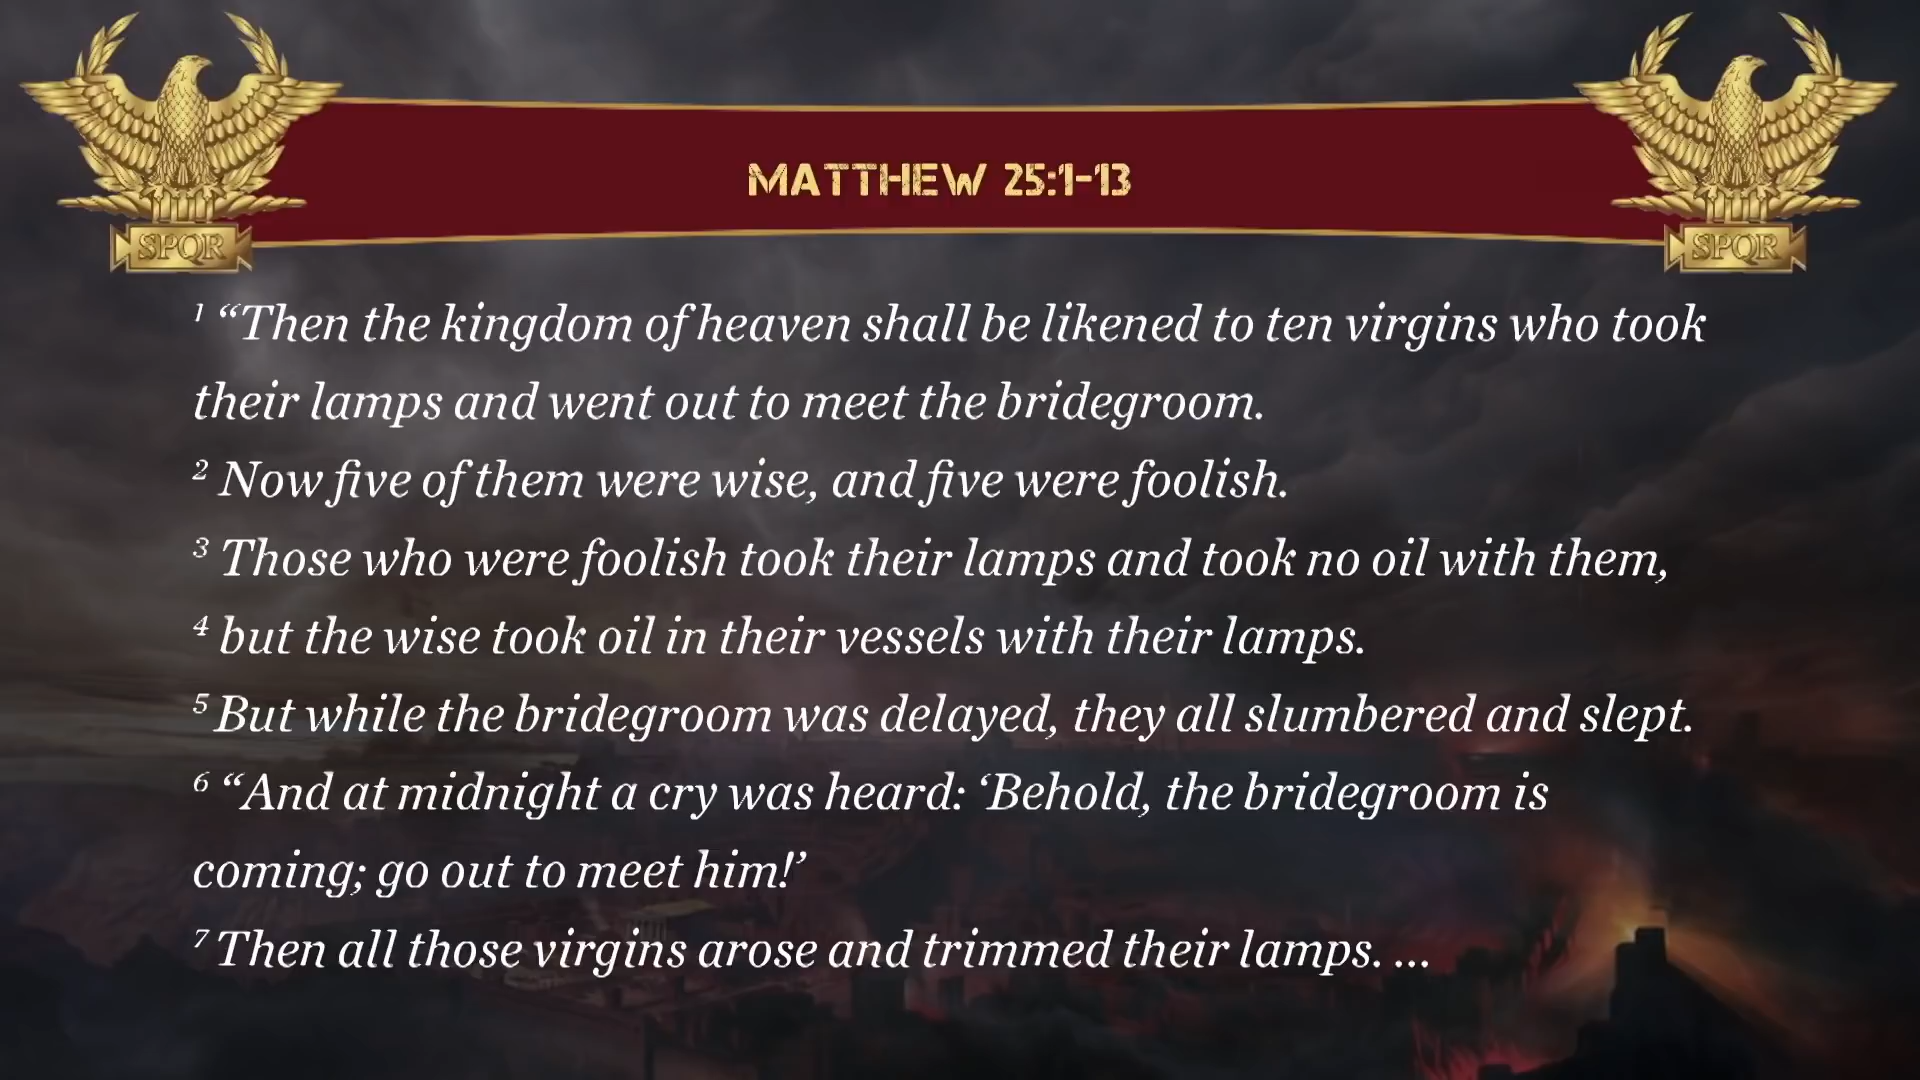 SPQR
MATTHEW 25:1-13
SPQR
1 “Then the kingdom of heaven shall be likened to ten virgins who took
their lamps and went out to meet the bridegroom.
2 Now five of them were wise, and five were foolish.
3 Those who were foolish took their lamps and took no oil with them,
4 but the wise took oil in their vessels with their lamps.
5 But while the bridegroom was delayed, they all slumbered and slept.
6 “And at midnight a cry was heard: ‘Behold, the bridegroom is
coming; go out to meet him!’
7 Then all those virgins arose and trimmed their lamps. ...